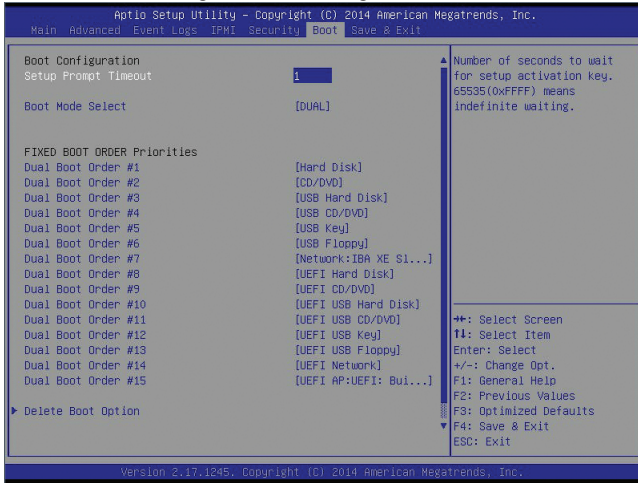 Aptio Setup Utility – Copyright (C) 2014 American Megatrends, Inc.
Main Advanced Event Logs IPMI Security Boot Save & Exit
Boot Configuration
Setup Prompt Timeout 1
Boot Mode Select [DUAL]
FIXED BOOT ORDER Priorities
Dual Boot Order #1 [Hard Disk]
Dual Boot Order #2 [CD/DVD]
Dual Boot Order #3 [USB Hard Disk]
Dual Boot Order #4 [USB CD/DVD]
Dual Boot Order #5 [USB Key]
Dual Boot Order #6 [USB Floppy]
Dual Boot Order #7 [Network:IBA XE Sl...]
Dual Boot Order #8 [UEFI Hard Disk]
Dual Boot Order #9 [UEFI CD/DVD]
Dual Boot Order #10 [UEFI USB Hard Disk]
Dual Boot Order #11 [UEFI USB CD/DVD]
Dual Boot Order #12 [UEFI USB Key]
Dual Boot Order #13 [UEFI USB Floppy]
Dual Boot Order #14 [UEFI Network]
Dual Boot Order #15 [UEFI AP:UEFI: Bui...]
Delete Boot Option
Number of seconds to wait
for setup activation key.
65535(0xFFFF) means
indefinite waiting.
→←: Select Screen
↑↓: Select Item
Enter: Select
+/-: Change Opt.
F1: General Help
F2: Previous Values
F3: Optimized Defaults
F4: Save & Exit
ESC: Exit
Version 2.17.1245. Copyright (C) 2014 American Megatrends, Inc.